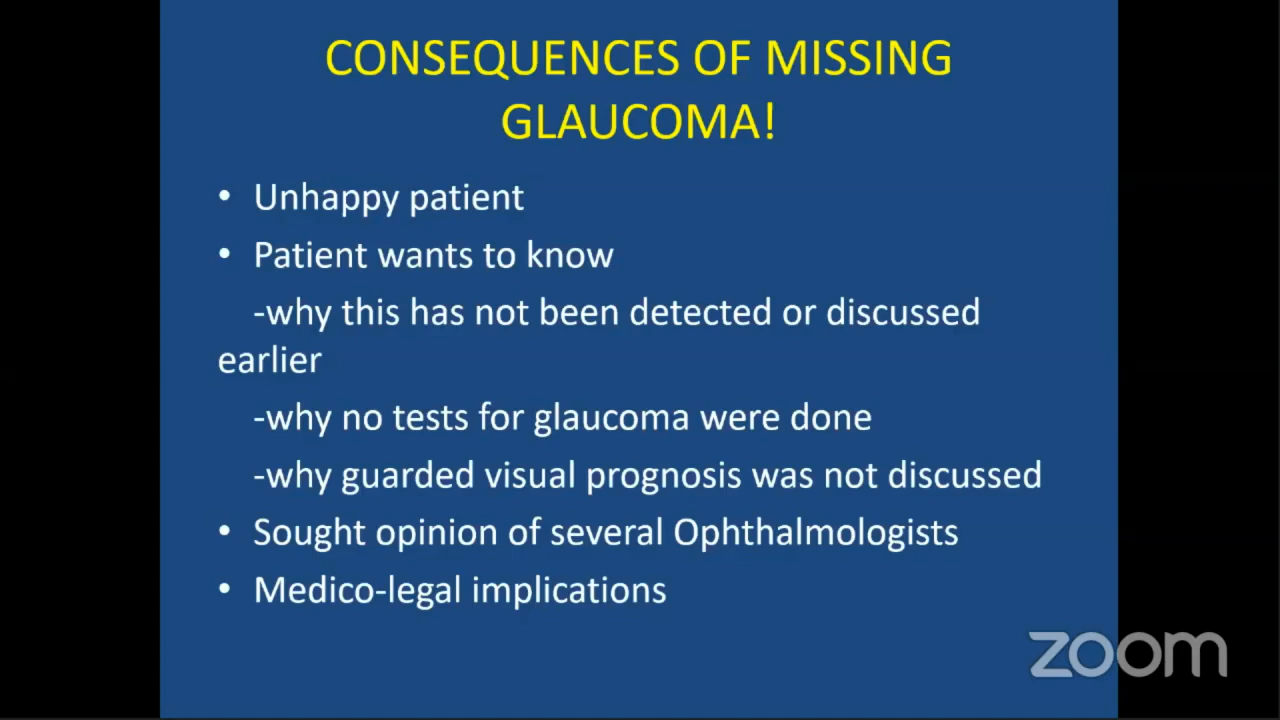 CONSEQUENCES OF MISSING
GLAUCOMA!
• Unhappy patient
• Patient wants to know
-why this has not been detected or discussed
earlier
-why no tests for glaucoma were done
-why guarded visual prognosis was not discussed
• Sought opinion of several Ophthalmologists
• Medico-legal implications
zoom